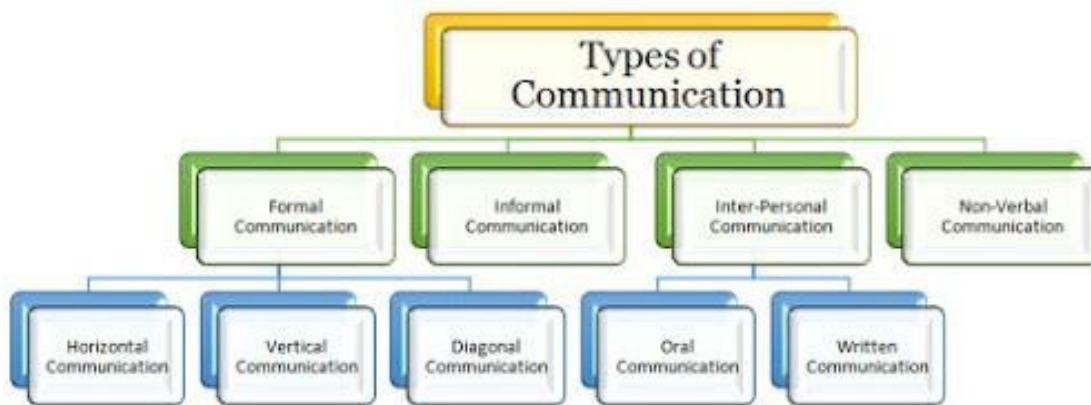 Types of
Communication
Formal
Communication
Informal
Communication
Inter-Personal
Communication
Non-Verbal
Communication
Horizontal
Communication
Vertical
Communication
Diagonal
Communication
Oral
Communication
Written
Communication